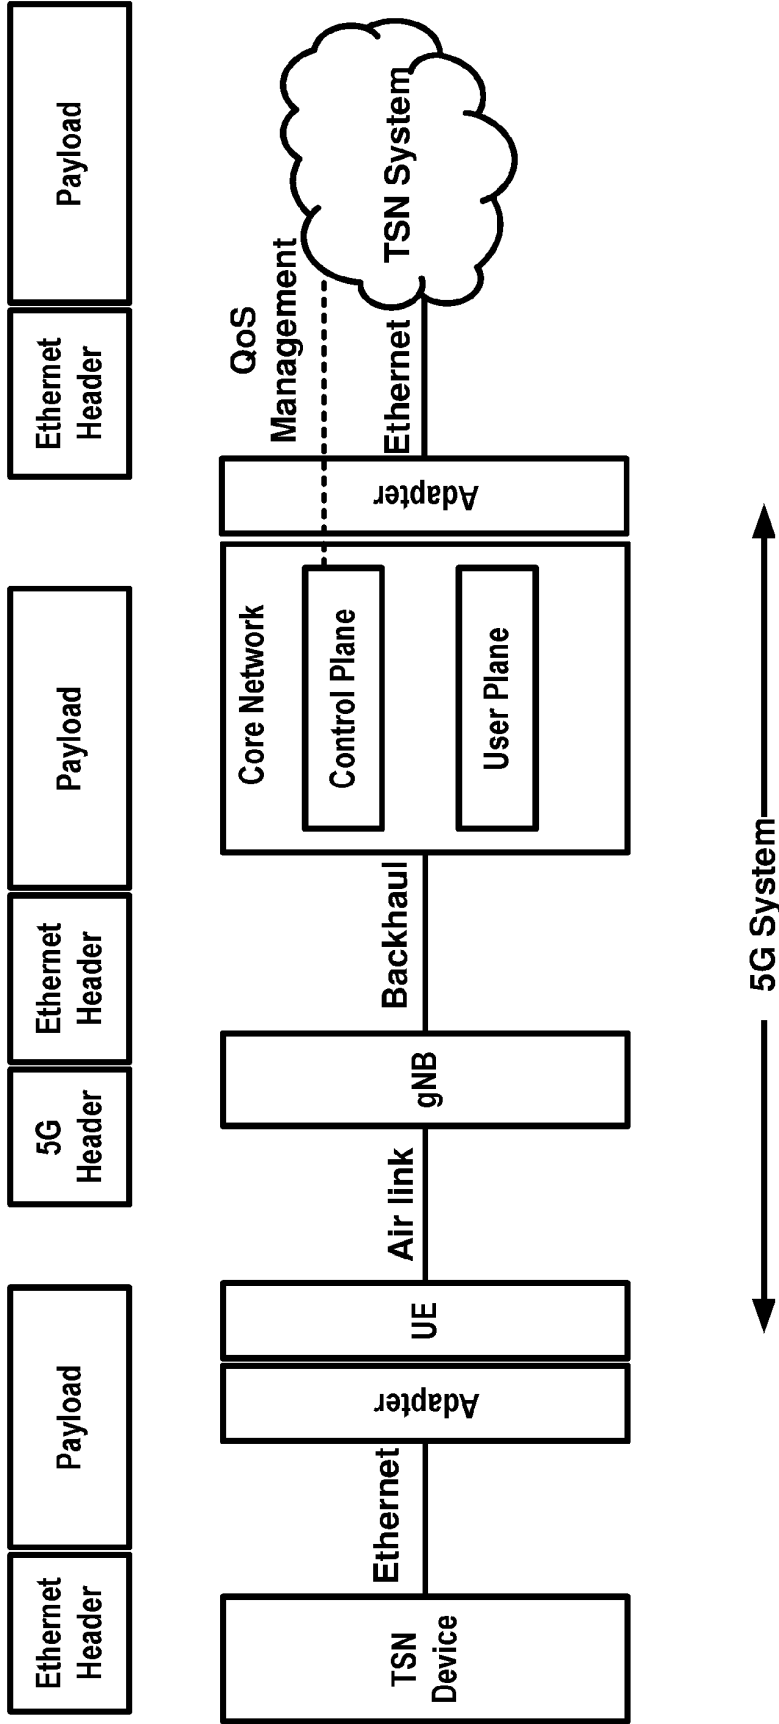 Ethernet
Header
Payload
5G
Header
Ethernet
Header
Payload
Ethernet
Header
Payload
TSN
Device
Ethernet
Adapter
UE
Air link
gNB
Backhaul
Core Network
Control Plane
User Plane
Adapter
QoS
Management
Ethernet
TSN System
5G System